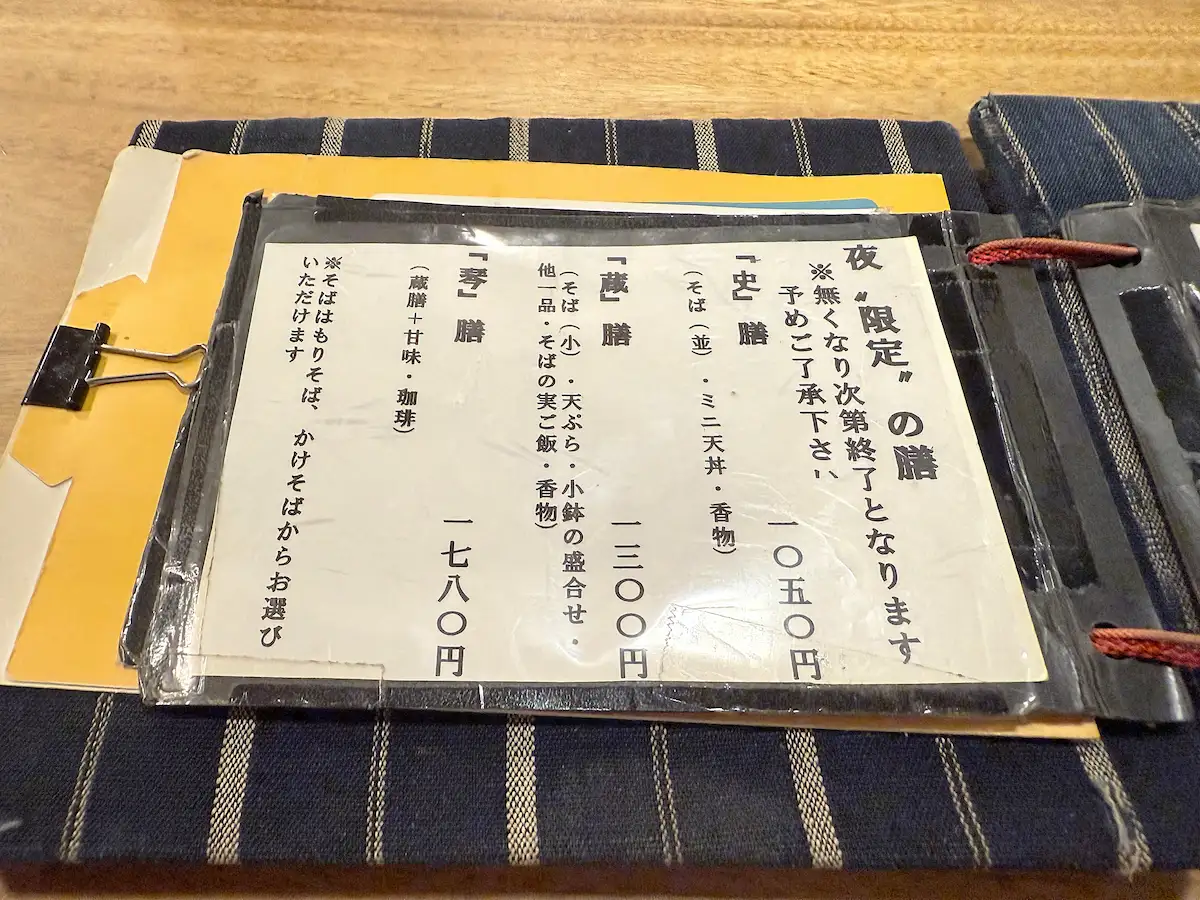 夜〝限定〟の膳
※無くなり次第終了となります
予めご了承下さい
「史」膳 一〇五〇円
(そば(並)・ミニ天丼・香物)
「蔵」膳 一三〇〇円
(そば(小)・天ぷら・小鉢の盛合せ・
他一品・そばの実ご飯・香物)
「琴」膳 一七八〇円
(蔵膳+甘味・珈琲)
※そばはもりそば、かけそばからお選び
いただけます